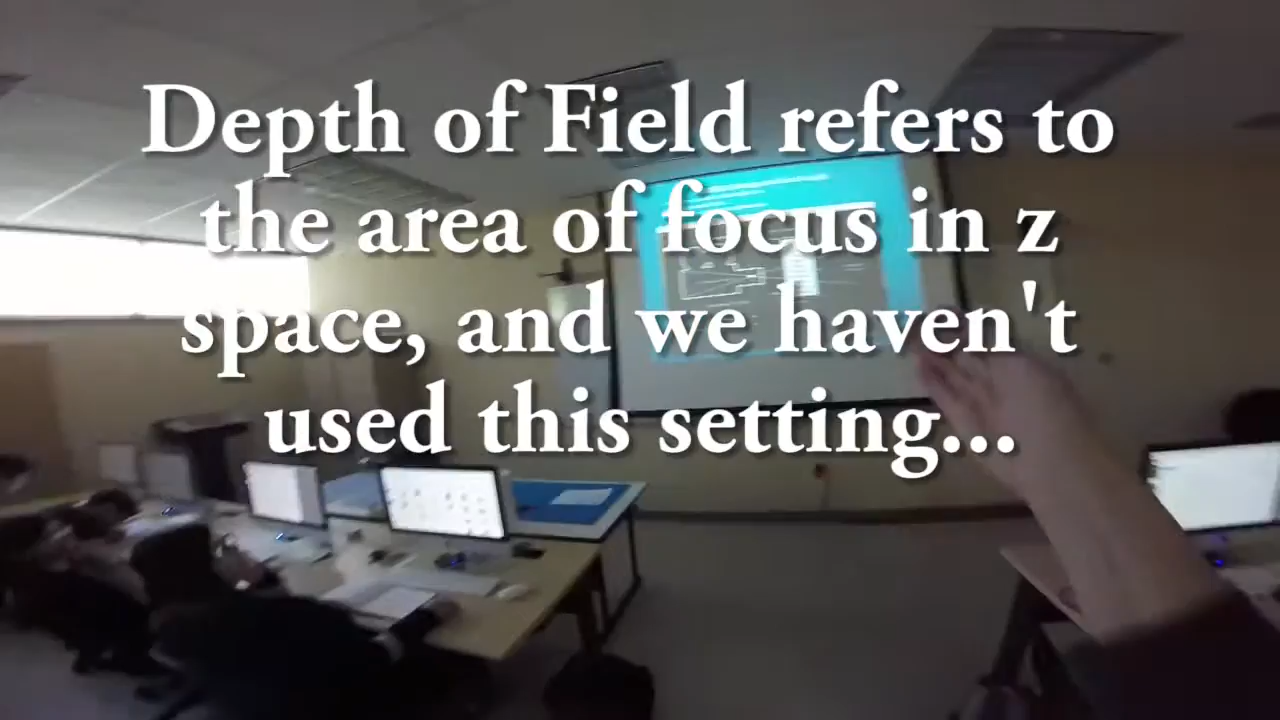 Depth of Field refers to
the area of focus in z
space, and we haven't
used this setting...